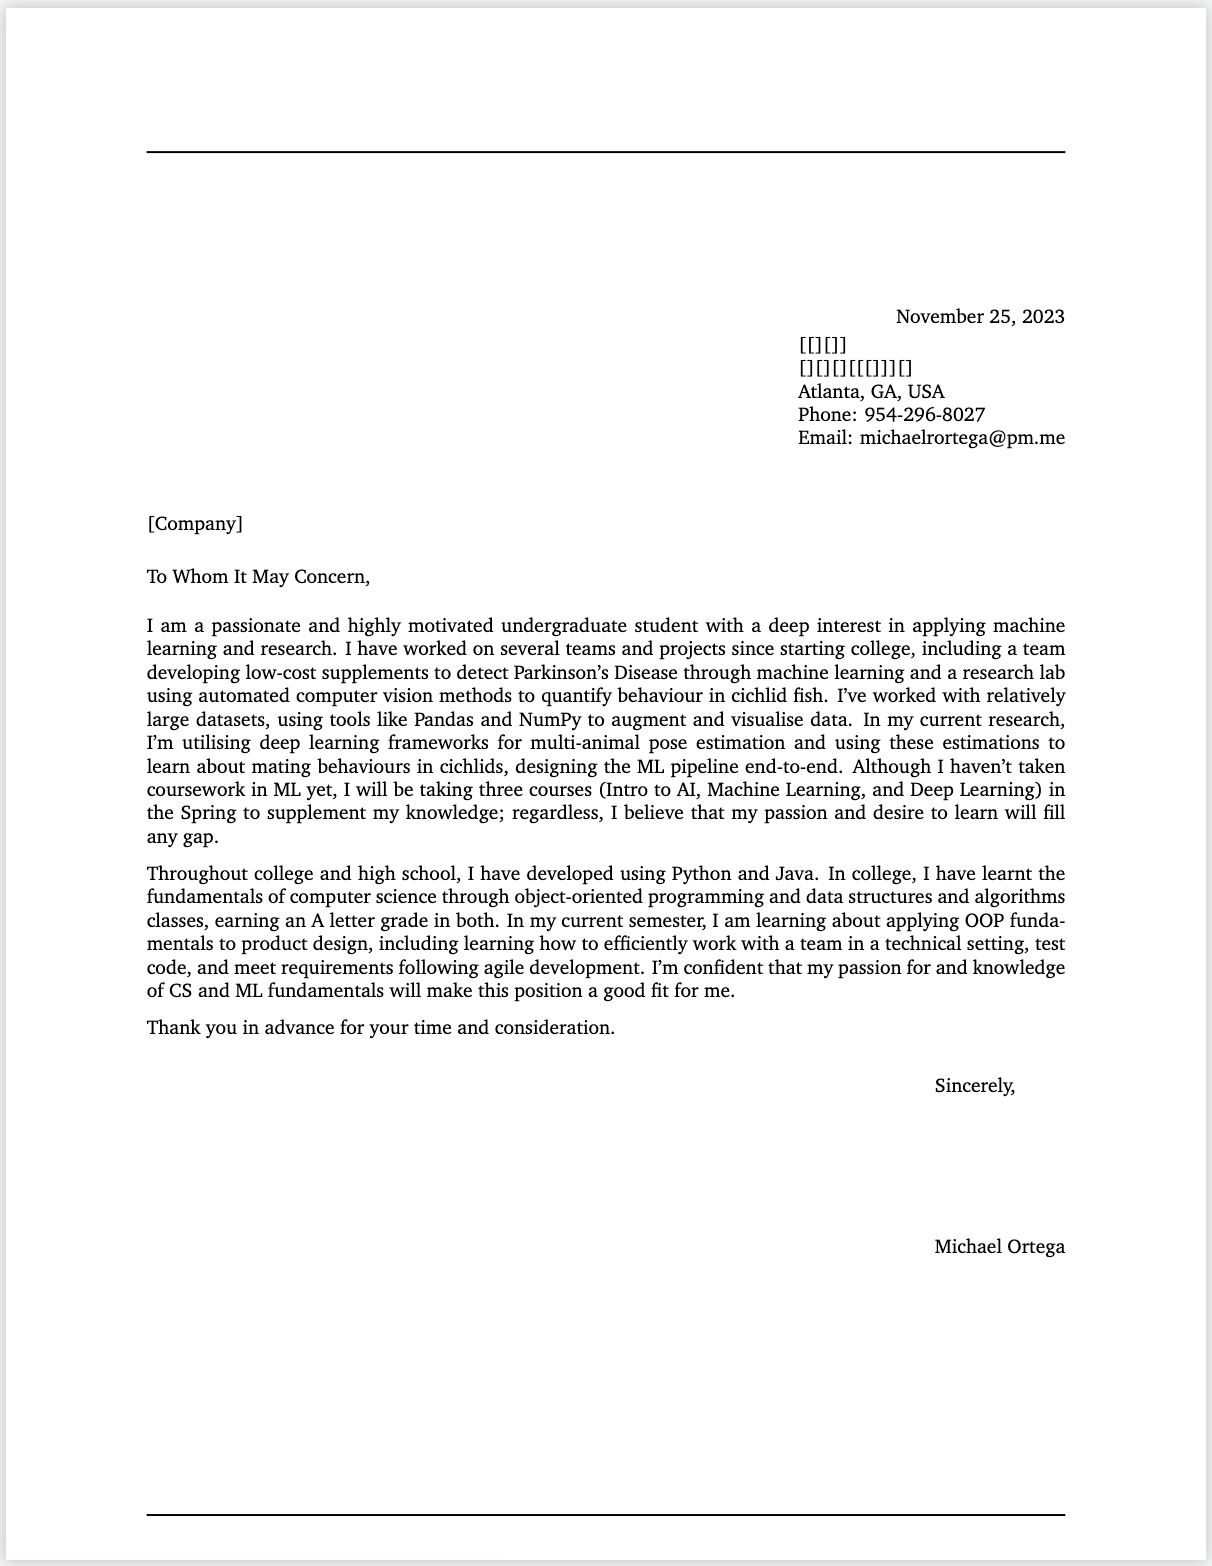 November 25, 2023
[[][]]
[][][][[[]]][]
Atlanta, GA, USA
Phone: 954-296-8027
Email: michaelrortega@pm.me
[Company]
To Whom It May Concern,
I am a passionate and highly motivated undergraduate student with a deep interest in applying machine
learning and research. I have worked on several teams and projects since starting college, including a team
developing low-cost supplements to detect Parkinson’s Disease through machine learning and a research lab
using automated computer vision methods to quantify behaviour in cichlid fish. I’ve worked with relatively
large datasets, using tools like Pandas and NumPy to augment and visualise data. In my current research,
I’m utilising deep learning frameworks for multi-animal pose estimation and using these estimations to
learn about mating behaviours in cichlids, designing the ML pipeline end-to-end. Although I haven’t taken
coursework in ML yet, I will be taking three courses (Intro to AI, Machine Learning, and Deep Learning) in
the Spring to supplement my knowledge; regardless, I believe that my passion and desire to learn will fill
any gap.
Throughout college and high school, I have developed using Python and Java. In college, I have learnt the
fundamentals of computer science through object-oriented programming and data structures and algorithms
classes, earning an A letter grade in both. In my current semester, I am learning about applying OOP funda-
mentals to product design, including learning how to efficiently work with a team in a technical setting, test
code, and meet requirements following agile development. I’m confident that my passion for and knowledge
of CS and ML fundamentals will make this position a good fit for me.
Thank you in advance for your time and consideration.
Sincerely,
Michael Ortega